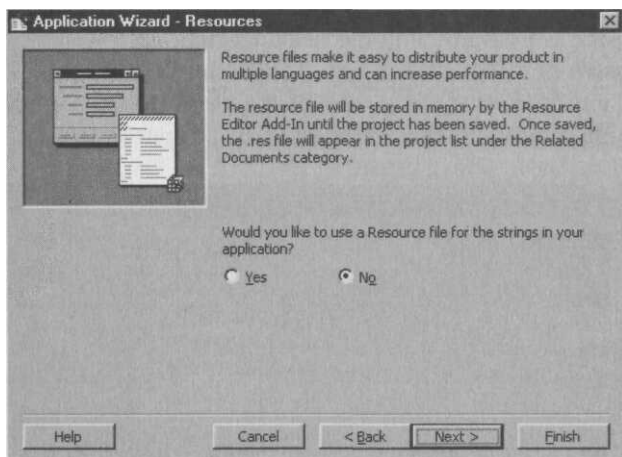 Application Wizard - Resources
Resource files make it easy to distribute your product in
multiple languages and can increase performance.
The resource file will be stored in memory by the Resource
Editor Add-In until the project has been saved. Once saved,
the .res file will appear in the project list under the Related
Documents category.
Would you like to use a Resource file for the strings in your
application?
Yes No
Help Cancel < Back Next > Finish